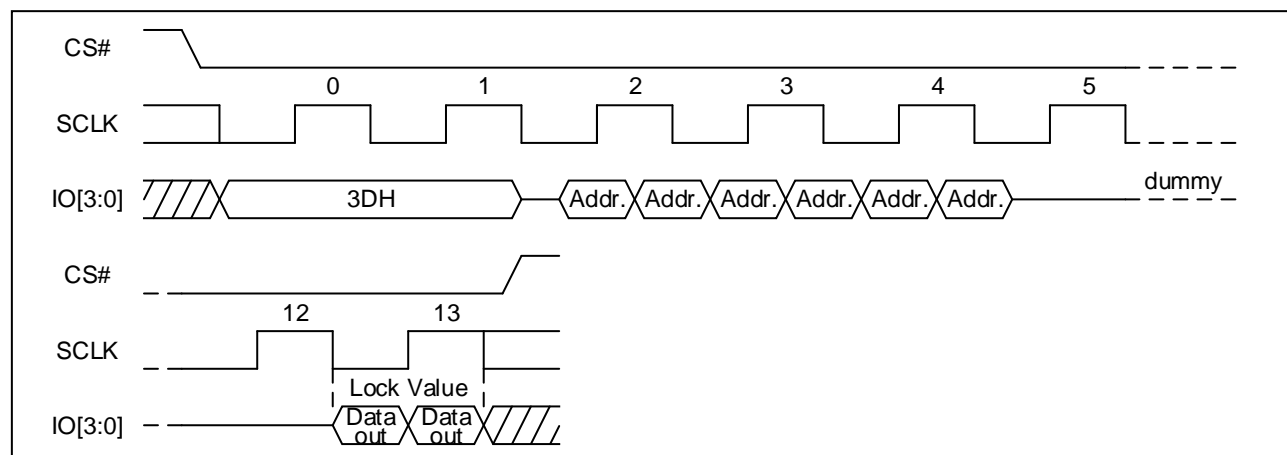 CS#
0 1 2 3 4 5
SCLK
IO[3:0] 3DH Addr. Addr. Addr. Addr. Addr. Addr. dummy
CS#
12 13
SCLK
Lock Value
IO[3:0] Data out Data out